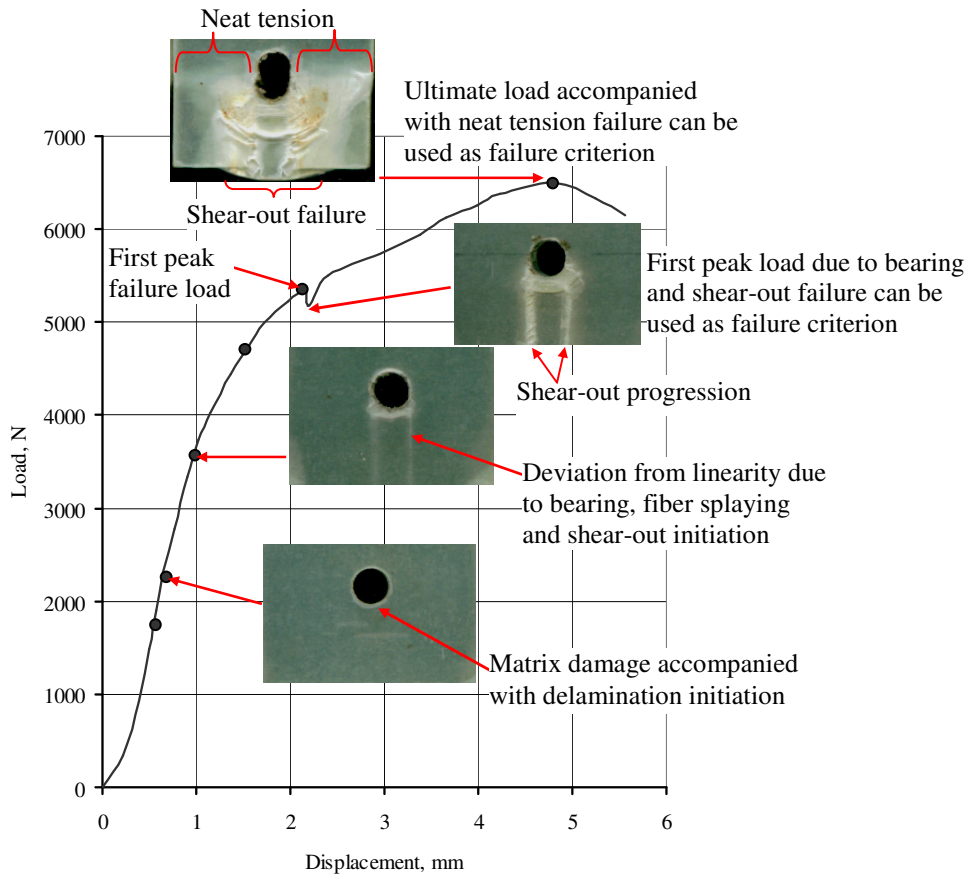 Neat tension
Ultimate load accompanied
with neat tension failure can be
used as failure criterion
7000
Shear-out failure
6000
First peak
failure load
First peak load due to bearing
and shear-out failure can be
used as failure criterion
5000
Shear-out progression
4000
Load, N
Deviation from linearity due
to bearing, fiber splaying
and shear-out initiation
3000
2000
Matrix damage accompanied
with delamination initiation
1000
0
0 1 2 3 4 5 6
Displacement, mm